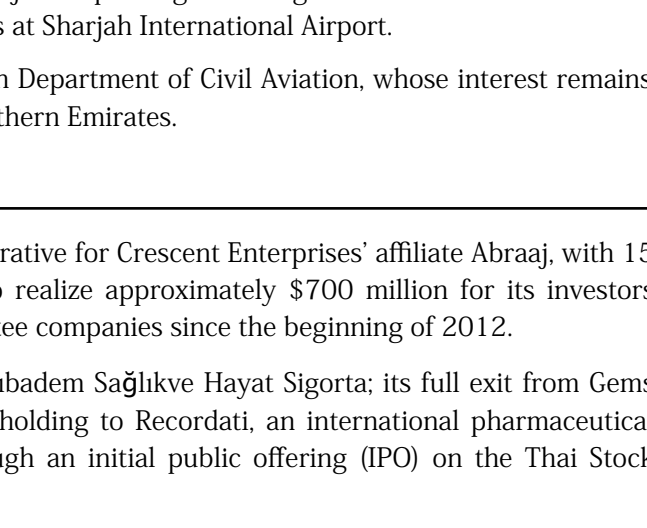 s at Sharjah International Airport.
n Department of Civil Aviation, whose interest remains
thern Emirates.
rative for Crescent Enterprises’ affiliate Abraaj, with 15
realize approximately $700 million for its investors
tee companies since the beginning of 2012.
ıbadem Sağlıkve Hayat Sigorta; its full exit from Gems
holding to Recordati, an international pharmaceutica
ugh an initial public offering (IPO) on the Thai Stock